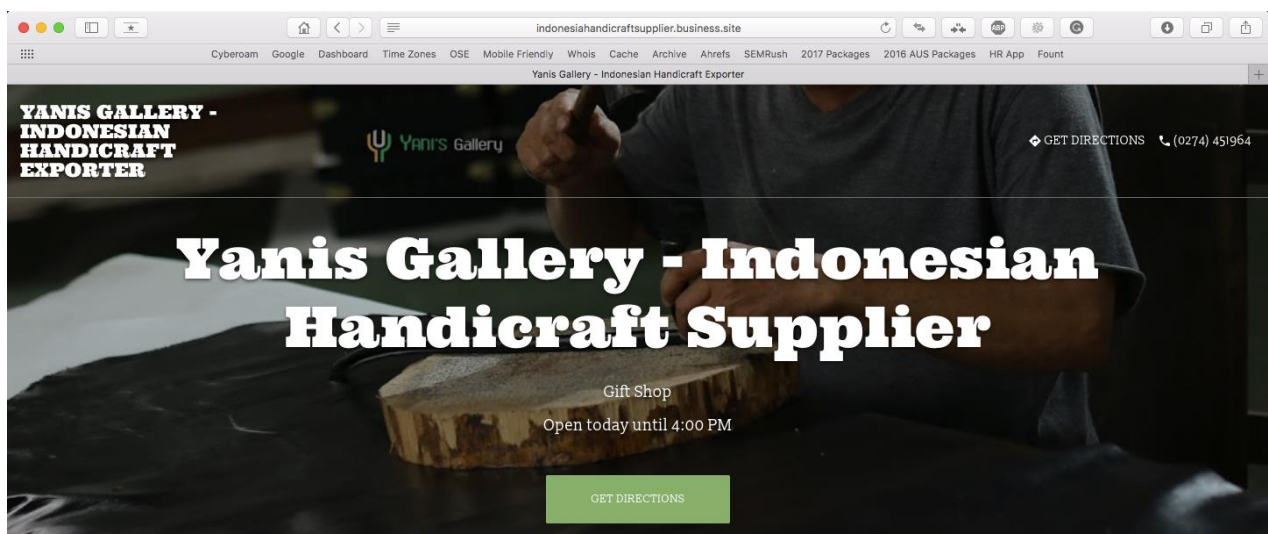 indonesiahandicraftsupplier.business.site
ABP
Cyberoam Google Dashboard Time Zones OSE Mobile Friendly Whois Cache Archive Ahrefs SEMRush 2017 Packages 2016 AUS Packages HR App Fount
Yanis Gallery - Indonesian Handicraft Exporter
YANIS GALLERY -
INDONESIAN
HANDICRAFT
EXPORTER
Yani's Gallery
GET DIRECTIONS (0274) 451964
Yanis Gallery - Indonesian
Handicraft Supplier
Gift Shop
Open today until 4:00 PM
GET DIRECTIONS